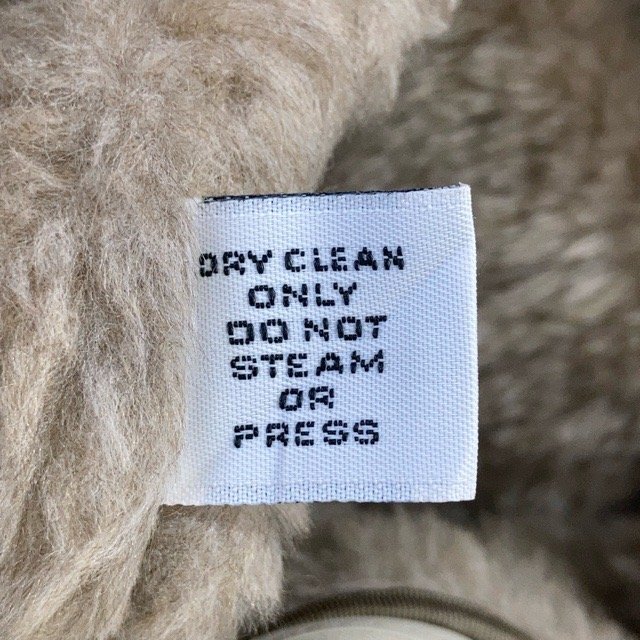 DRY CLEAN
ONLY
DO NOT
STEAM
OR
PRESS